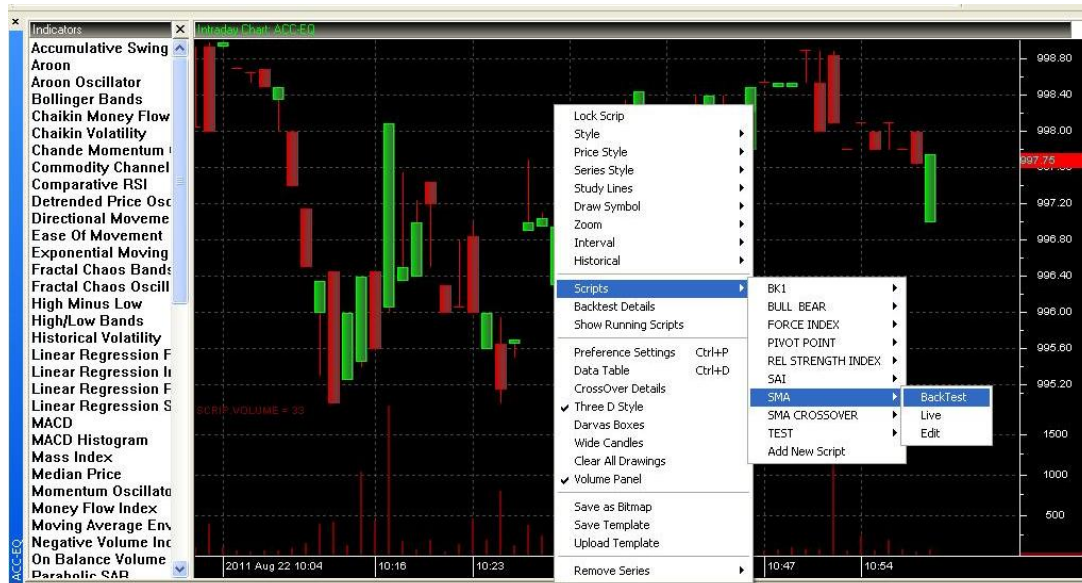 Indicators
Intraday Chart: ACC-EQ
Accumulative Swing
Aroon
Aroon Oscillator
Bollinger Bands
Chaikin Money Flow
Chaikin Volatility
Chande Momentum
Commodity Channel
Comparative RSI
Detrended Price Osc
Directional Moveme
Ease Of Movement
Exponential Moving
Fractal Chaos Bands
Fractal Chaos Oscill
High Minus Low
High/Low Bands
Historical Volatility
Linear Regression F
Linear Regression I
Linear Regression F
Linear Regression S
MACD
MACD Histogram
Mass Index
Median Price
Momentum Oscillato
Money Flow Index
Moving Average Env
Negative Volume Inc
On Balance Volume
Parabolic SAR
ACC-EQ
SCRIP VOLUME = 33
Lock Scrip
Style
Price Style
Series Style
Study Lines
Draw Symbol
Zoom
Interval
Historical
Scripts
Backtest Details
Show Running Scripts
Preference Settings Ctrl+P
Data Table Ctrl+D
CrossOver Details
Three D Style
Darvas Boxes
Wide Candles
Clear All Drawings
Volume Panel
Save as Bitmap
Save Template
Upload Template
Remove Series
BK1
BULL BEAR
FORCE INDEX
PIVOT POINT
REL STRENGTH INDEX
SAI
SMA
SMA CROSSOVER
TEST
Add New Script
BackTest
Live
Edit
998.80
998.40
998.00
997.75
997.20
996.80
996.40
996.00
995.60
995.20
1500
1000
500
2011 Aug 22 10:04
10:16
10:23
10:47
10:54